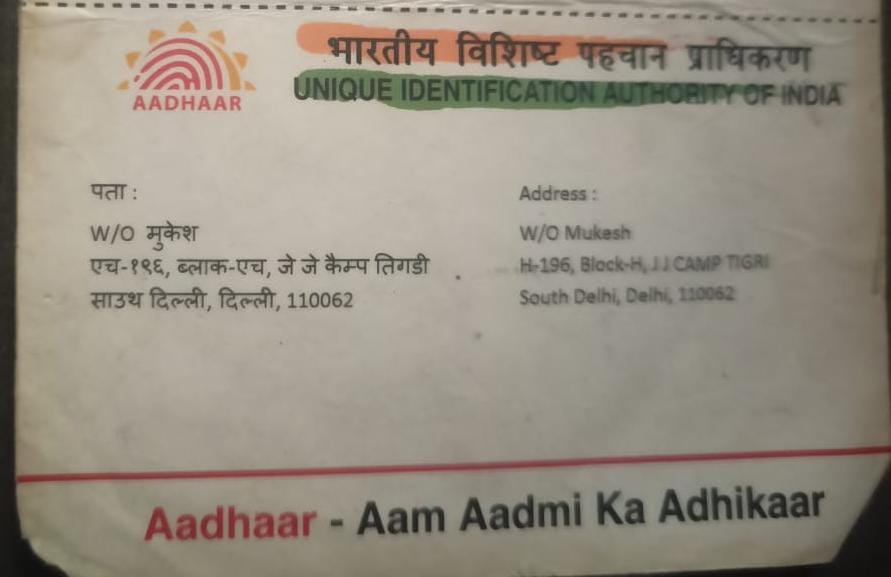 AADHAAR
भारतीय विशिष्ट पहचान प्राधिकरण
UNIQUE IDENTIFICATION AUTHORITY OF INDIA
पता :
W/O मुकेश
एच-१९६, ब्लाक-एच, जे जे कैम्प तिगडी
साउथ दिल्ली, दिल्ली, 110062
Address :
W/O Mukesh
H-196, Block-H, J J CAMP TIGRI
South Delhi, Delhi, 110062
Aadhaar - Aam Aadmi Ka Adhikaar